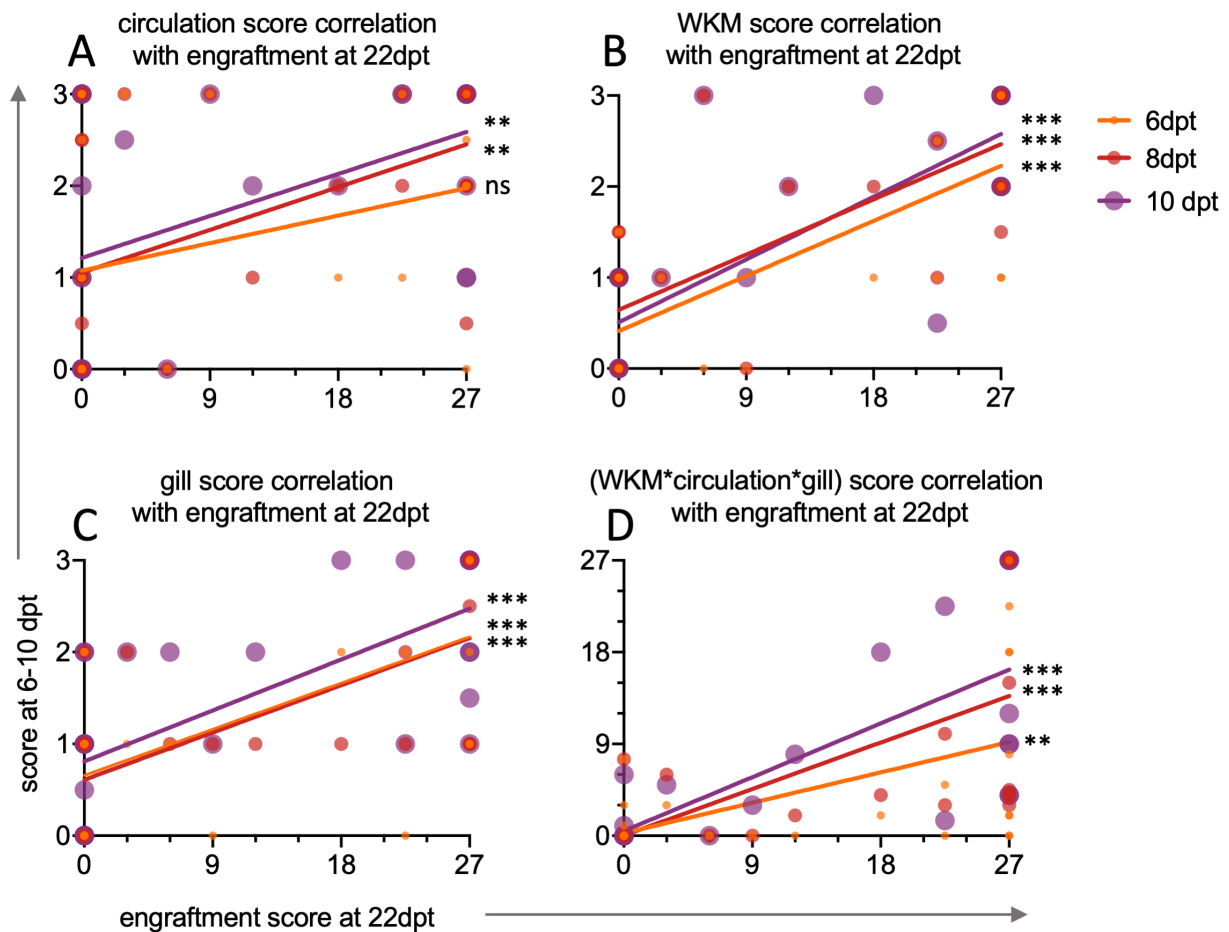 A
circulation score correlation
with engraftment at 22dpt
3
2
1
0
0 9 18 27
**
**
ns
B
WKM score correlation
with engraftment at 22dpt
3
2
1
0
0 9 18 27
***
***
***
6dpt
8dpt
10 dpt
C
gill score correlation
with engraftment at 22dpt
3
2
1
0
0 9 18 27
***
***
***
D
(WKM*circulation*gill) score correlation
with engraftment at 22dpt
27
18
9
0
0 9 18 27
***
***
**
score at 6-10 dpt
engraftment score at 22dpt